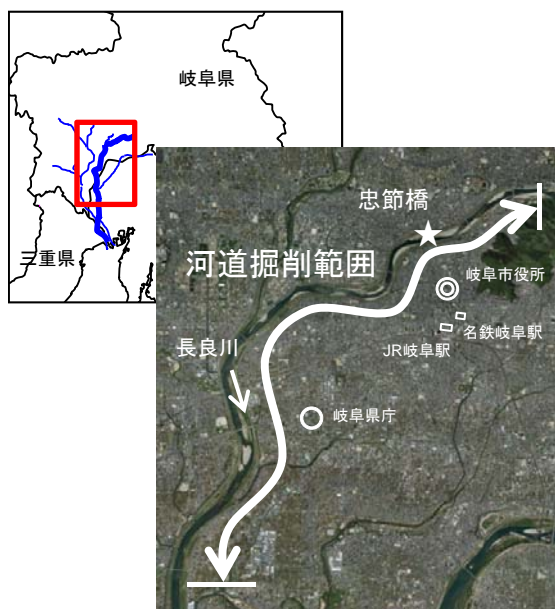 岐阜県
三重県
忠節橋
河道掘削範囲
岐阜市役所
名鉄岐阜駅
JR岐阜駅
長良川
岐阜県庁